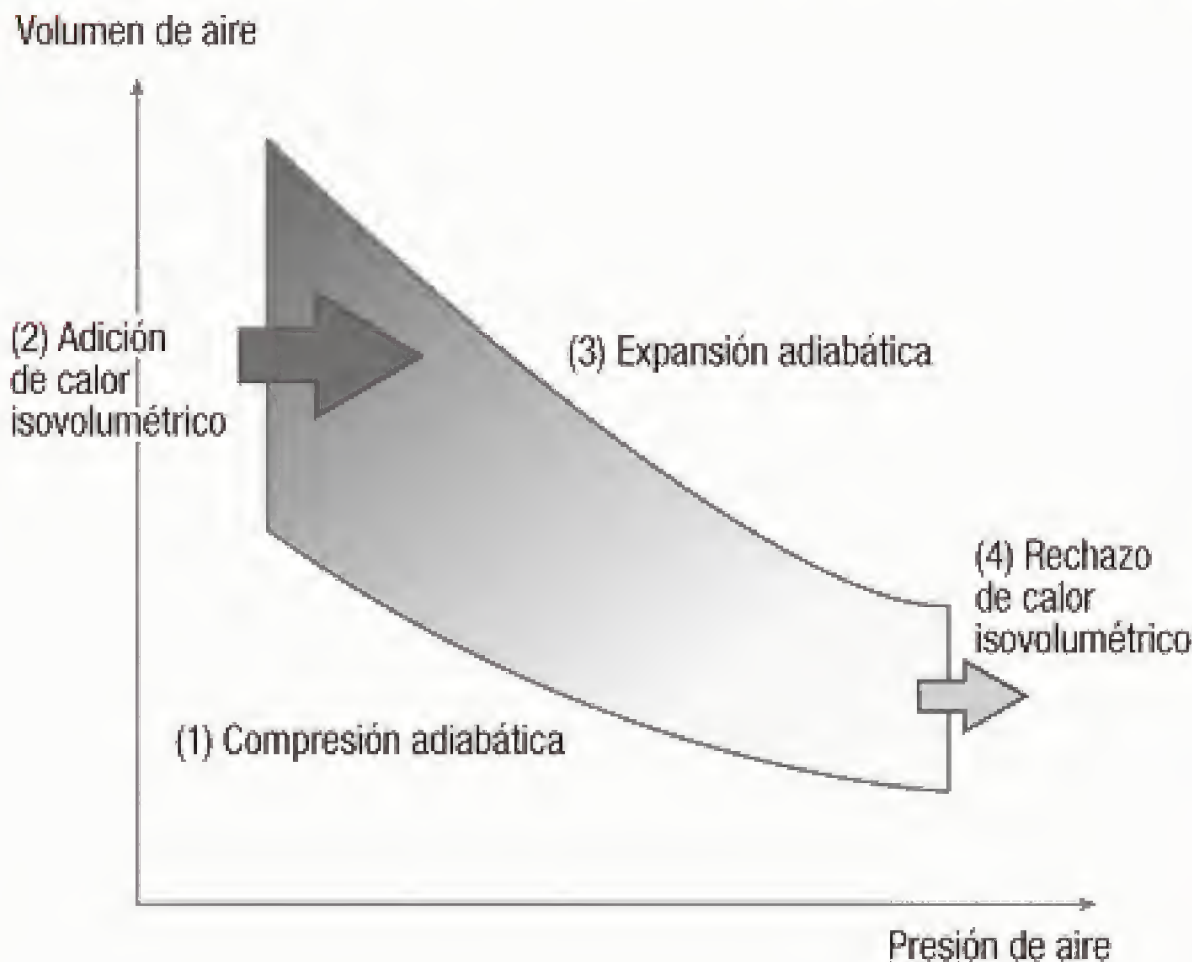 Volumen de aire
(2) Adición
de calor
isovolumétrico
(3) Expansión adiabática
(4) Rechazo
de calor
isovolumétrico
(1) Compresión adiabática
Presión de aire